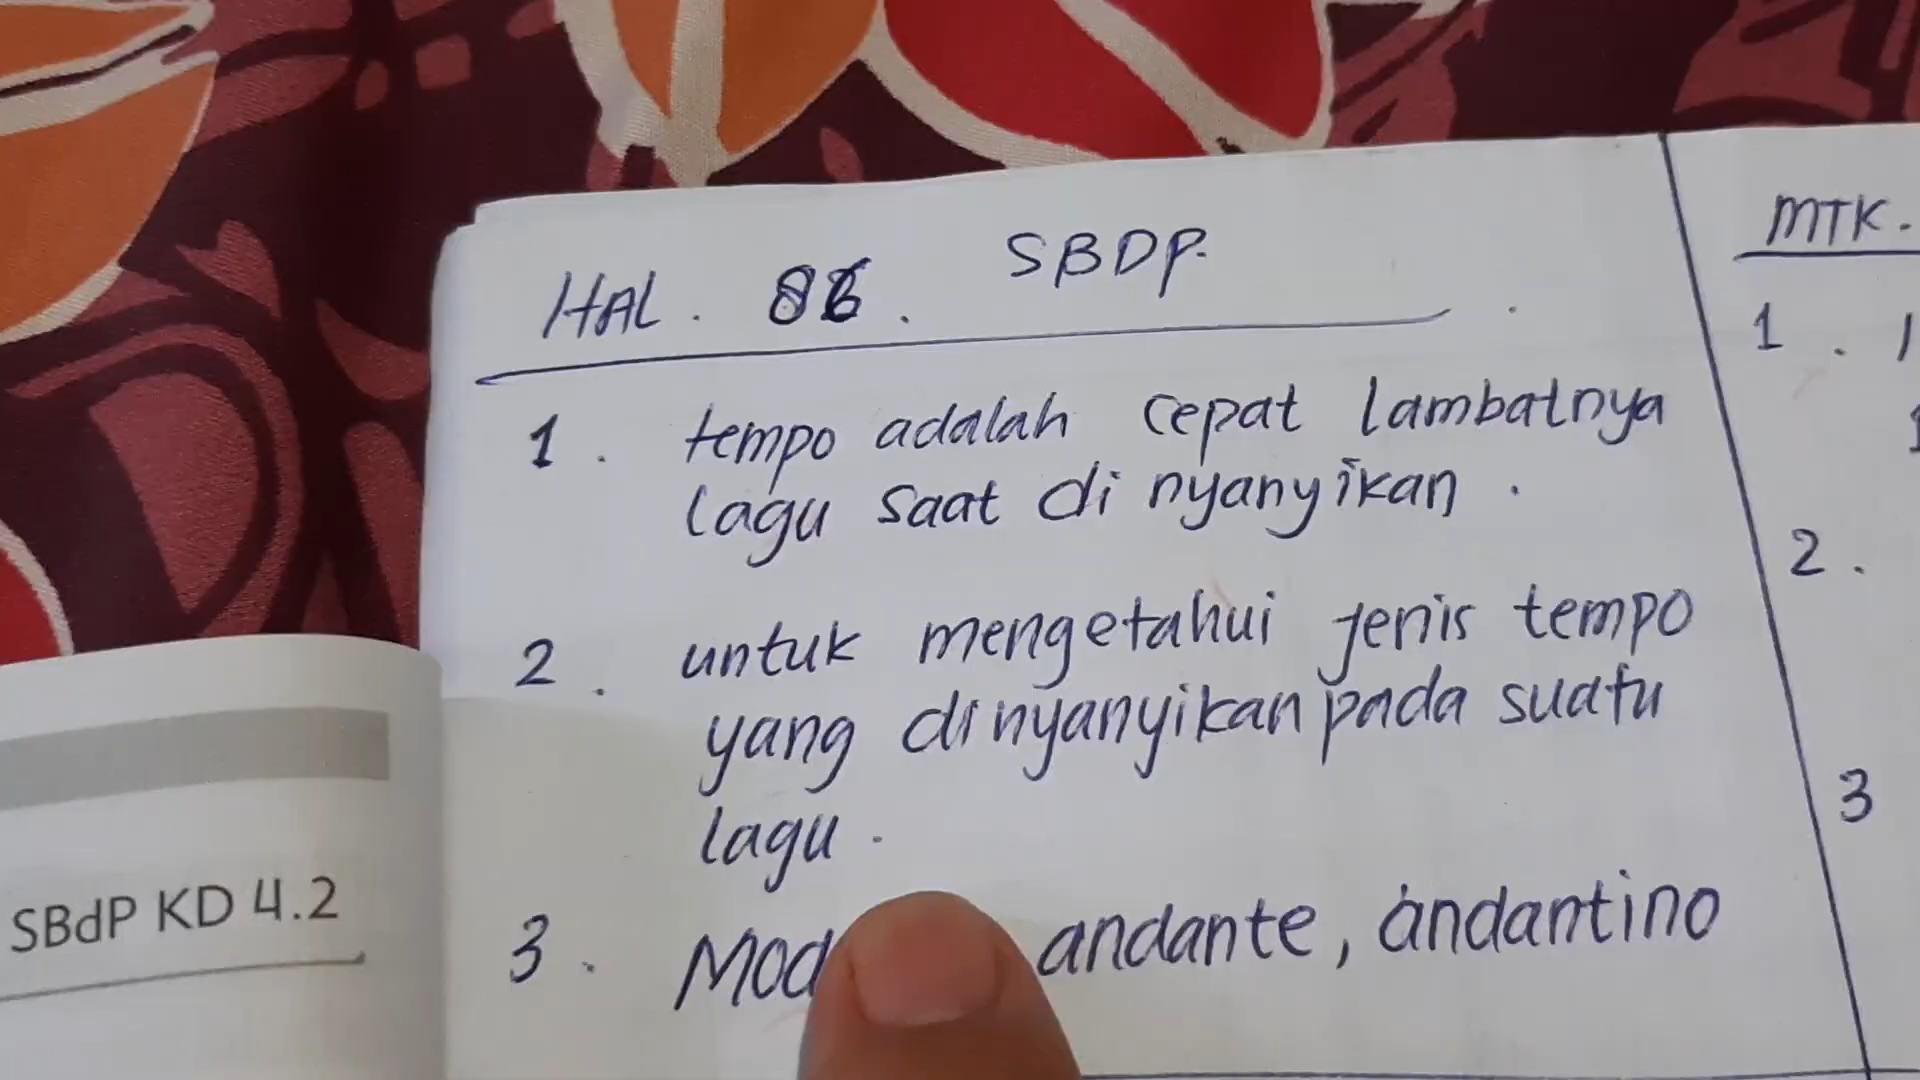 SBDP.
HAL. 86.
1. tempo adalah cepat lambatnya
lagu saat di nyanyikan.
2. untuk mengetahui jenis tempo
yang dinyanyikan pada suatu
lagu.
3. andante, andantino
MTK.
1.
2.
3
SBdP KD 4.2